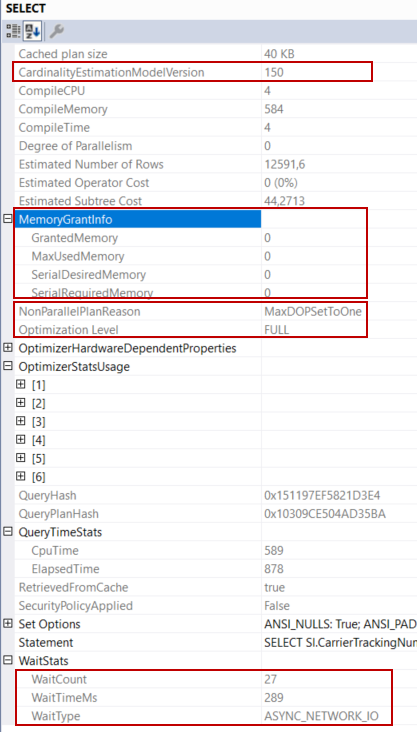 SELECT
Cached plan size 40 KB
CardinalityEstimationModelVersion 150
CompileCPU 4
CompileMemory 584
CompileTime 4
Degree of Parallelism 0
Estimated Number of Rows 12591,6
Estimated Operator Cost 0 (0%)
Estimated Subtree Cost 44,2713
MemoryGrantInfo
GrantedMemory 0
MaxUsedMemory 0
SerialDesiredMemory 0
SerialRequiredMemory 0
NonParallelPlanReason MaxDOPSetToOne
Optimization Level FULL
OptimizerHardwareDependentProperties
OptimizerStatsUsage
[1]
[2]
[3]
[4]
[5]
[6]
QueryHash 0x151197EF5821D3E4
QueryPlanHash 0x10309CE504AD35BA
QueryTimeStats
CpuTime 589
ElapsedTime 878
RetrievedFromCache true
SecurityPolicyApplied False
Set Options ANSI_NULLS: True; ANSI_PAD
Statement SELECT SI.CarrierTrackingNu
WaitStats
WaitCount 27
WaitTimeMs 289
WaitType ASYNC_NETWORK_IO